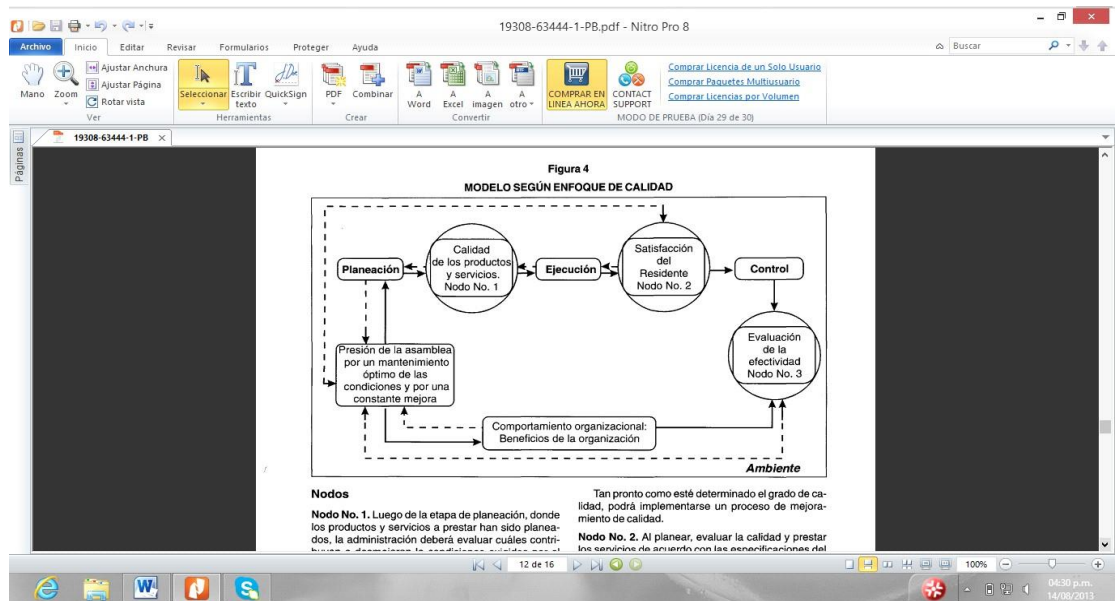 19308-63444-1-PB.pdf - Nitro Pro 8
Archivo Inicio Editar Revisar Formularios Proteger Ayuda Buscar
Mano
Zoom
Ajustar Anchura
Ajustar Página
Rotar vista
Ver
Seleccionar
Escribir texto
QuickSign
Herramientas
PDF
Combinar
Crear
A Word
A Excel
A imagen
A otro
Convertir
COMPRAR EN LINEA AHORA
CONTACT SUPPORT
Comprar Licencia de un Solo Usuario
Comprar Paquetes Multiusuario
Comprar Licencias por Volumen
MODO DE PRUEBA (Día 29 de 30)
19308-63444-1-PB
Páginas
Figura 4
MODELO SEGÚN ENFOQUE DE CALIDAD
Planeación
Calidad
de los productos
y servicios.
Nodo No. 1
Ejecución
Satisfacción
del
Residente
Nodo No. 2
Control
Evaluación
de la
efectividad
Nodo No. 3
Presión de la asamblea
por un mantenimiento
óptimo de las
condiciones y por una
constante mejora
Comportamiento organizacional:
Beneficios de la organización
Ambiente
Nodos
Nodo No. 1. Luego de la etapa de planeación, donde
los productos y servicios a prestar han sido planea-
dos, la administración deberá evaluar cuáles contri-
Tan pronto como esté determinado el grado de ca-
lidad, podrá implementarse un proceso de mejora-
miento de calidad.
Nodo No. 2. Al planear, evaluar la calidad y prestar
los servicios de acuerdo con las especificaciones del
12 de 16
100%
04:30 p.m.
14/08/2013